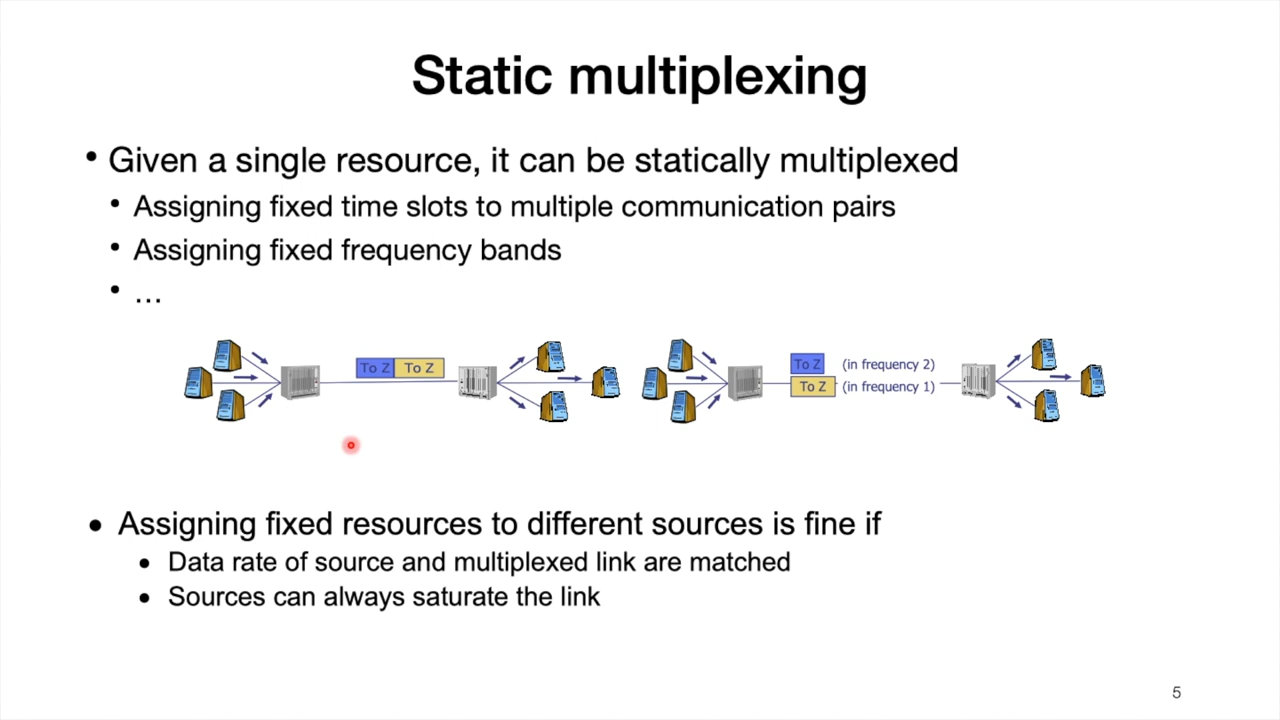 Static multiplexing
• Given a single resource, it can be statically multiplexed
• Assigning fixed time slots to multiple communication pairs
• Assigning fixed frequency bands
• ...
To Z To Z
To Z (in frequency 2)
To Z (in frequency 1)
• Assigning fixed resources to different sources is fine if
• Data rate of source and multiplexed link are matched
• Sources can always saturate the link
5